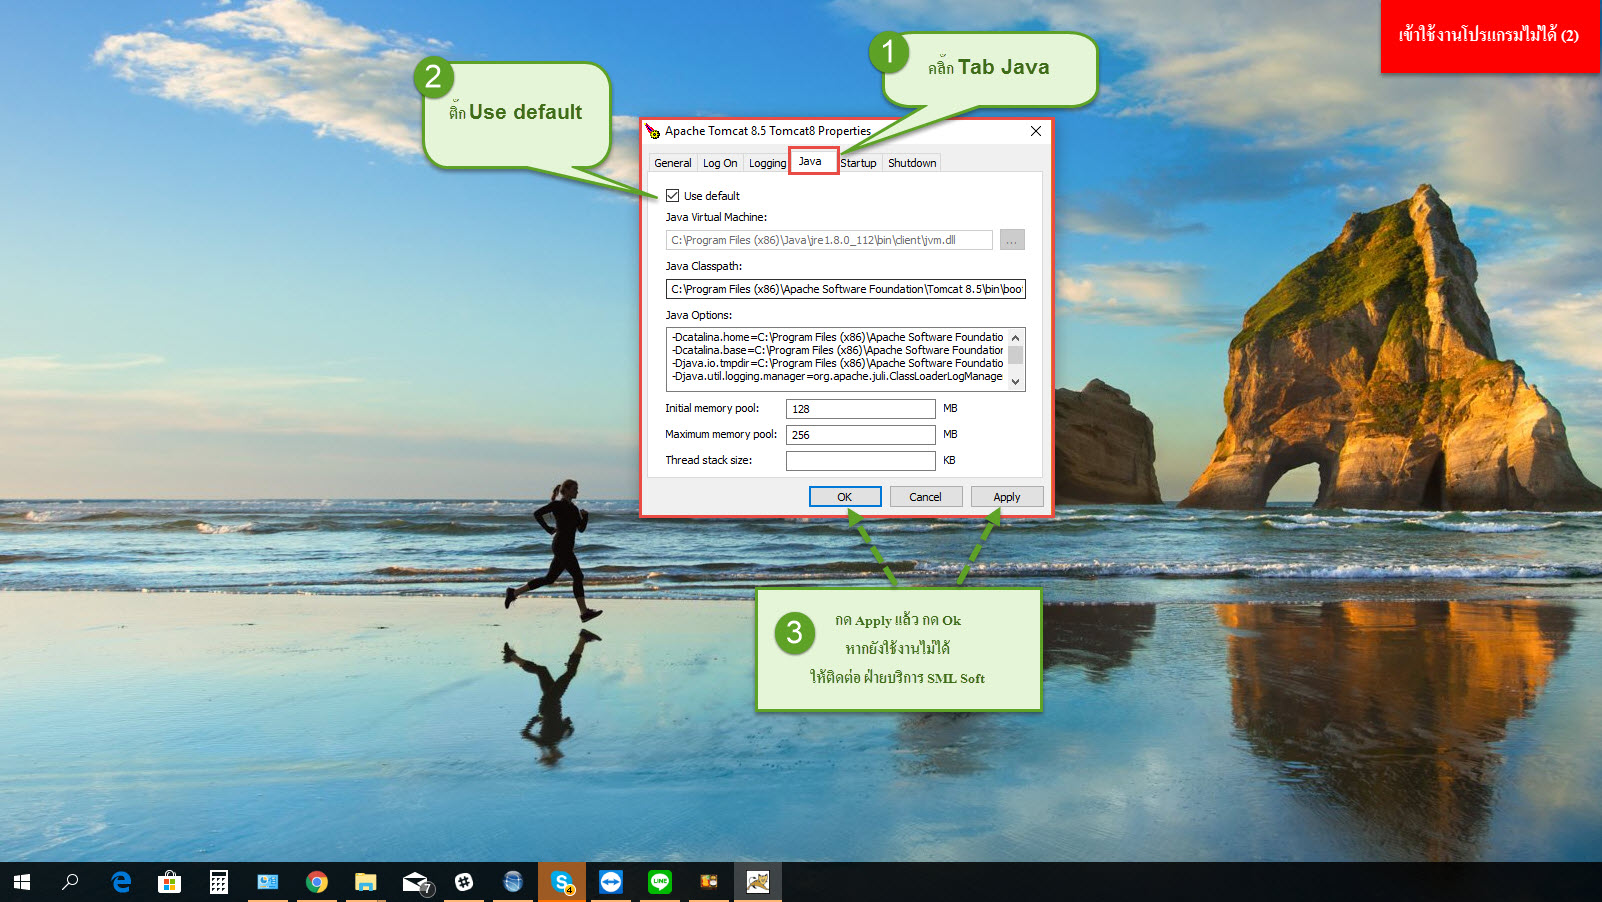 เข้าใช้งานโปรแกรมไม่ได้ (2)
1
คลิ๊ก Tab Java
2
ติ๊ก Use default
Apache Tomcat 8.5 Tomcat8 Properties
General
Log On
Logging
Java
Startup
Shutdown
Use default
Java Virtual Machine:
C:\Program Files (x86)\Java\jre1.8.0_112\bin\client\jvm.dll
...
Java Classpath:
C:\Program Files (x86)\Apache Software Foundation\Tomcat 8.5\bin\boot
Java Options:
-Dcatalina.home=C:\Program Files (x86)\Apache Software Foundatio
-Dcatalina.base=C:\Program Files (x86)\Apache Software Foundation
-Djava.io.tmpdir=C:\Program Files (x86)\Apache Software Foundatio
-Djava.util.logging.manager=org.apache.juli.ClassLoaderLogManage
Initial memory pool:
128
MB
Maximum memory pool:
256
MB
Thread stack size:
KB
OK
Cancel
Apply
3
กด Apply แล้ว กด Ok
หากยังใช้งานไม่ได้
ให้ติดต่อ ฝ่ายบริการ SML Soft
7
4
LINE